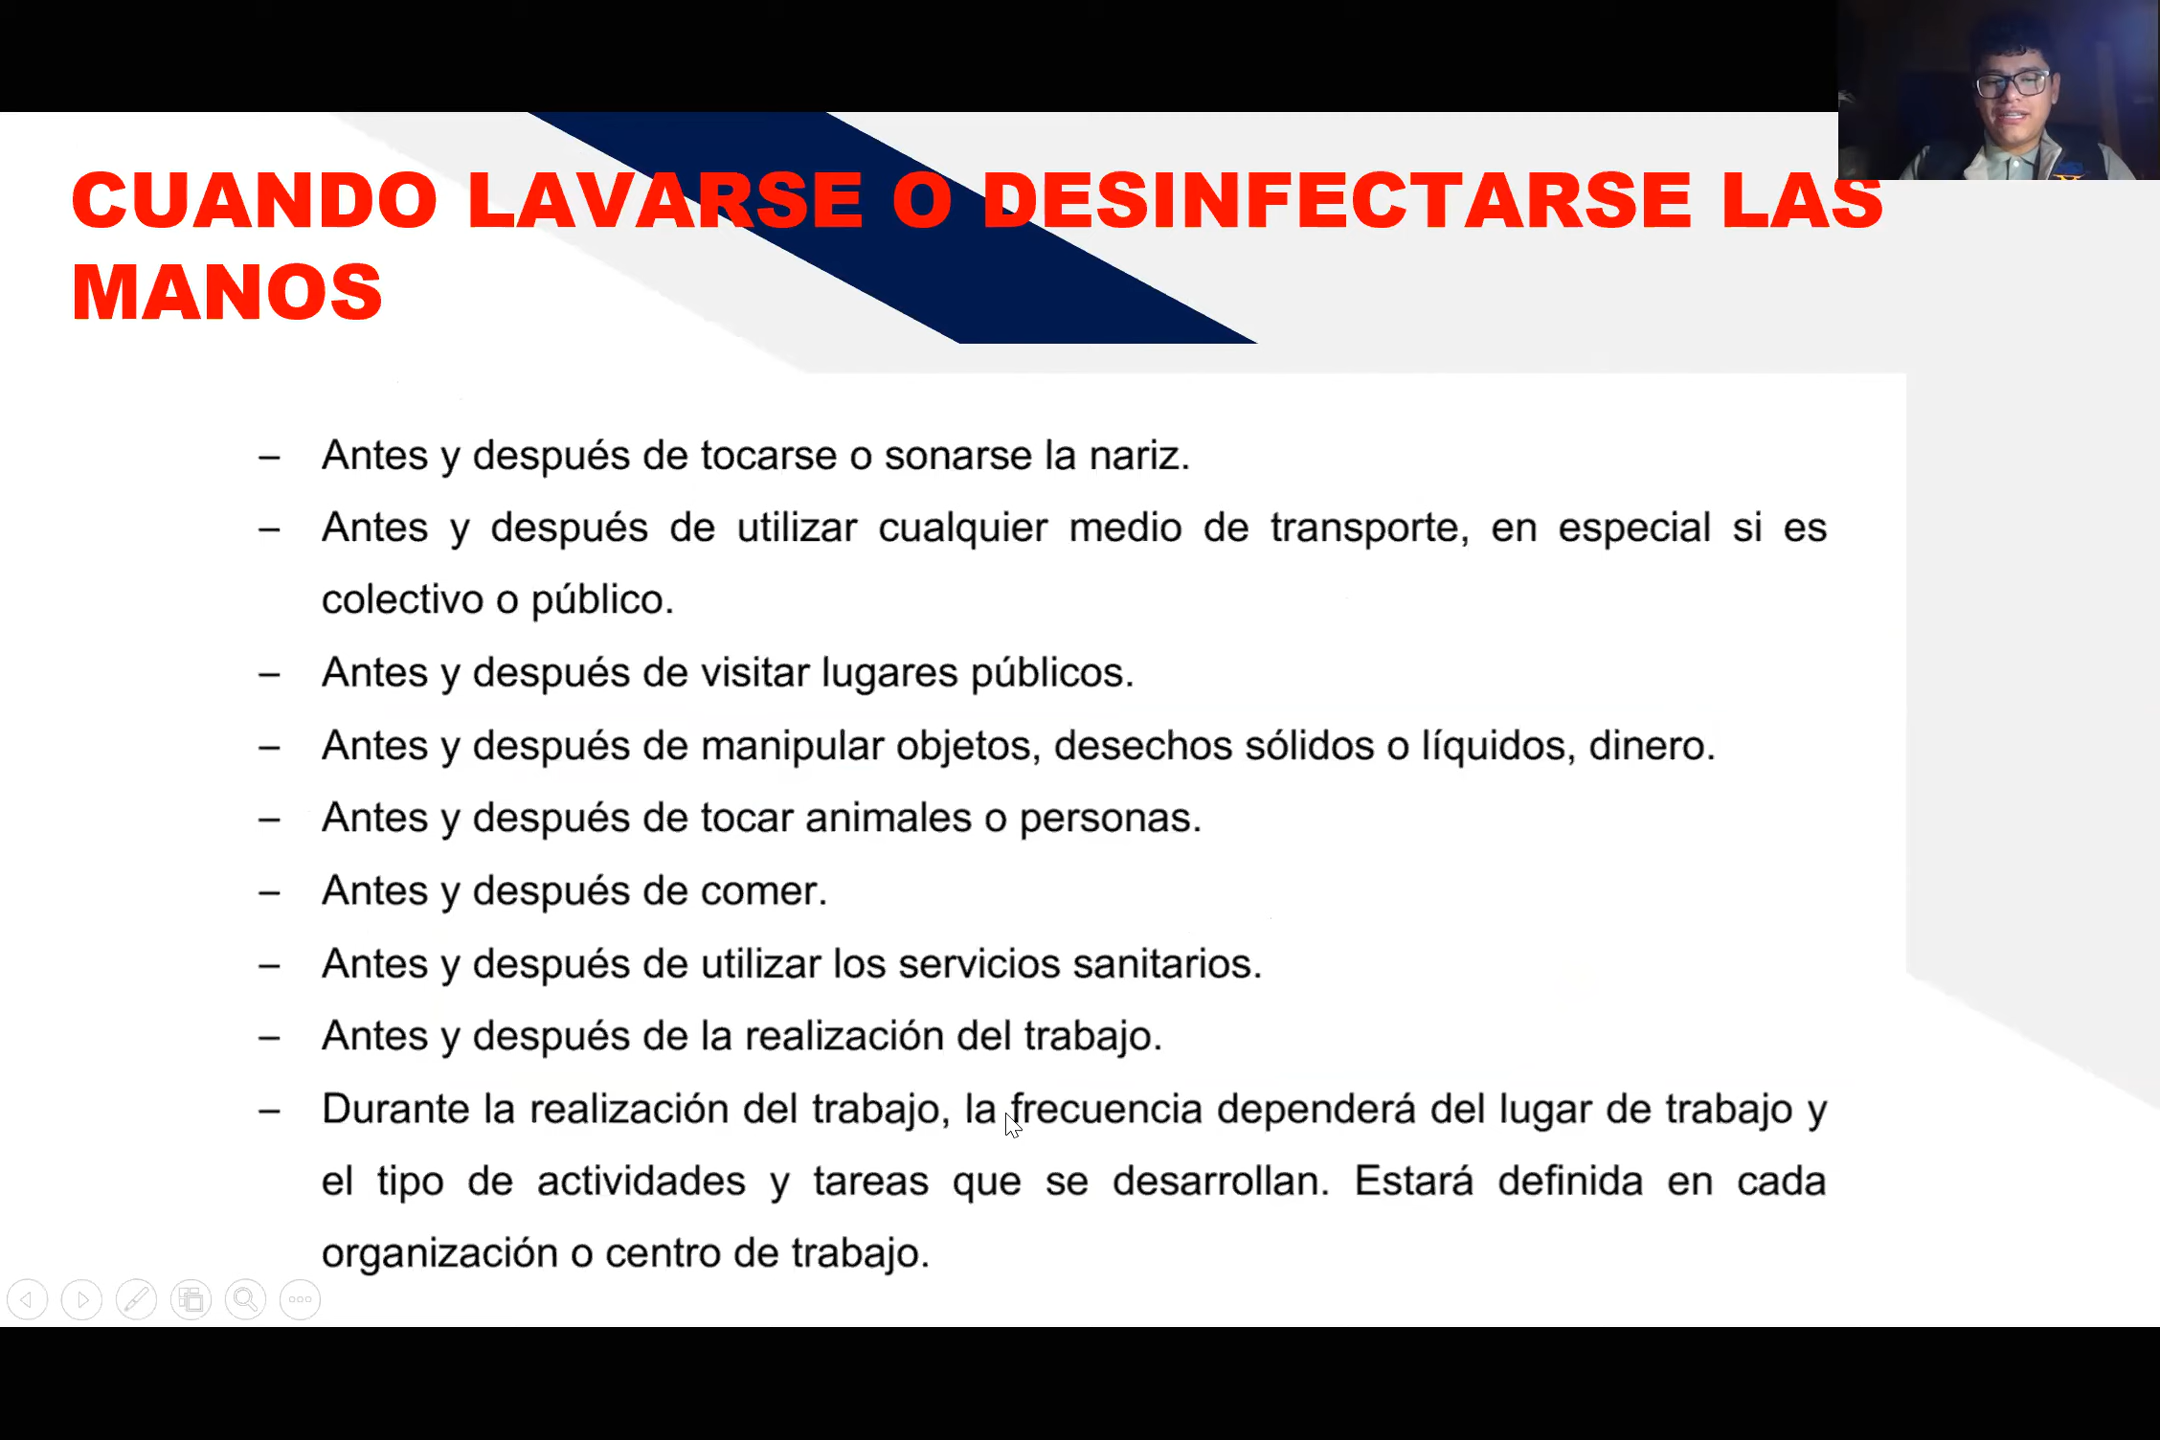 CUANDO LAVARSE O DESINFECTARSE LAS
MANOS
– Antes y después de tocarse o sonarse la nariz.
– Antes y después de utilizar cualquier medio de transporte, en especial si es
colectivo o público.
– Antes y después de visitar lugares públicos.
– Antes y después de manipular objetos, desechos sólidos o líquidos, dinero.
– Antes y después de tocar animales o personas.
– Antes y después de comer.
– Antes y después de utilizar los servicios sanitarios.
– Antes y después de la realización del trabajo.
– Durante la realización del trabajo, la frecuencia dependerá del lugar de trabajo y
el tipo de actividades y tareas que se desarrollan. Estará definida en cada
organización o centro de trabajo.